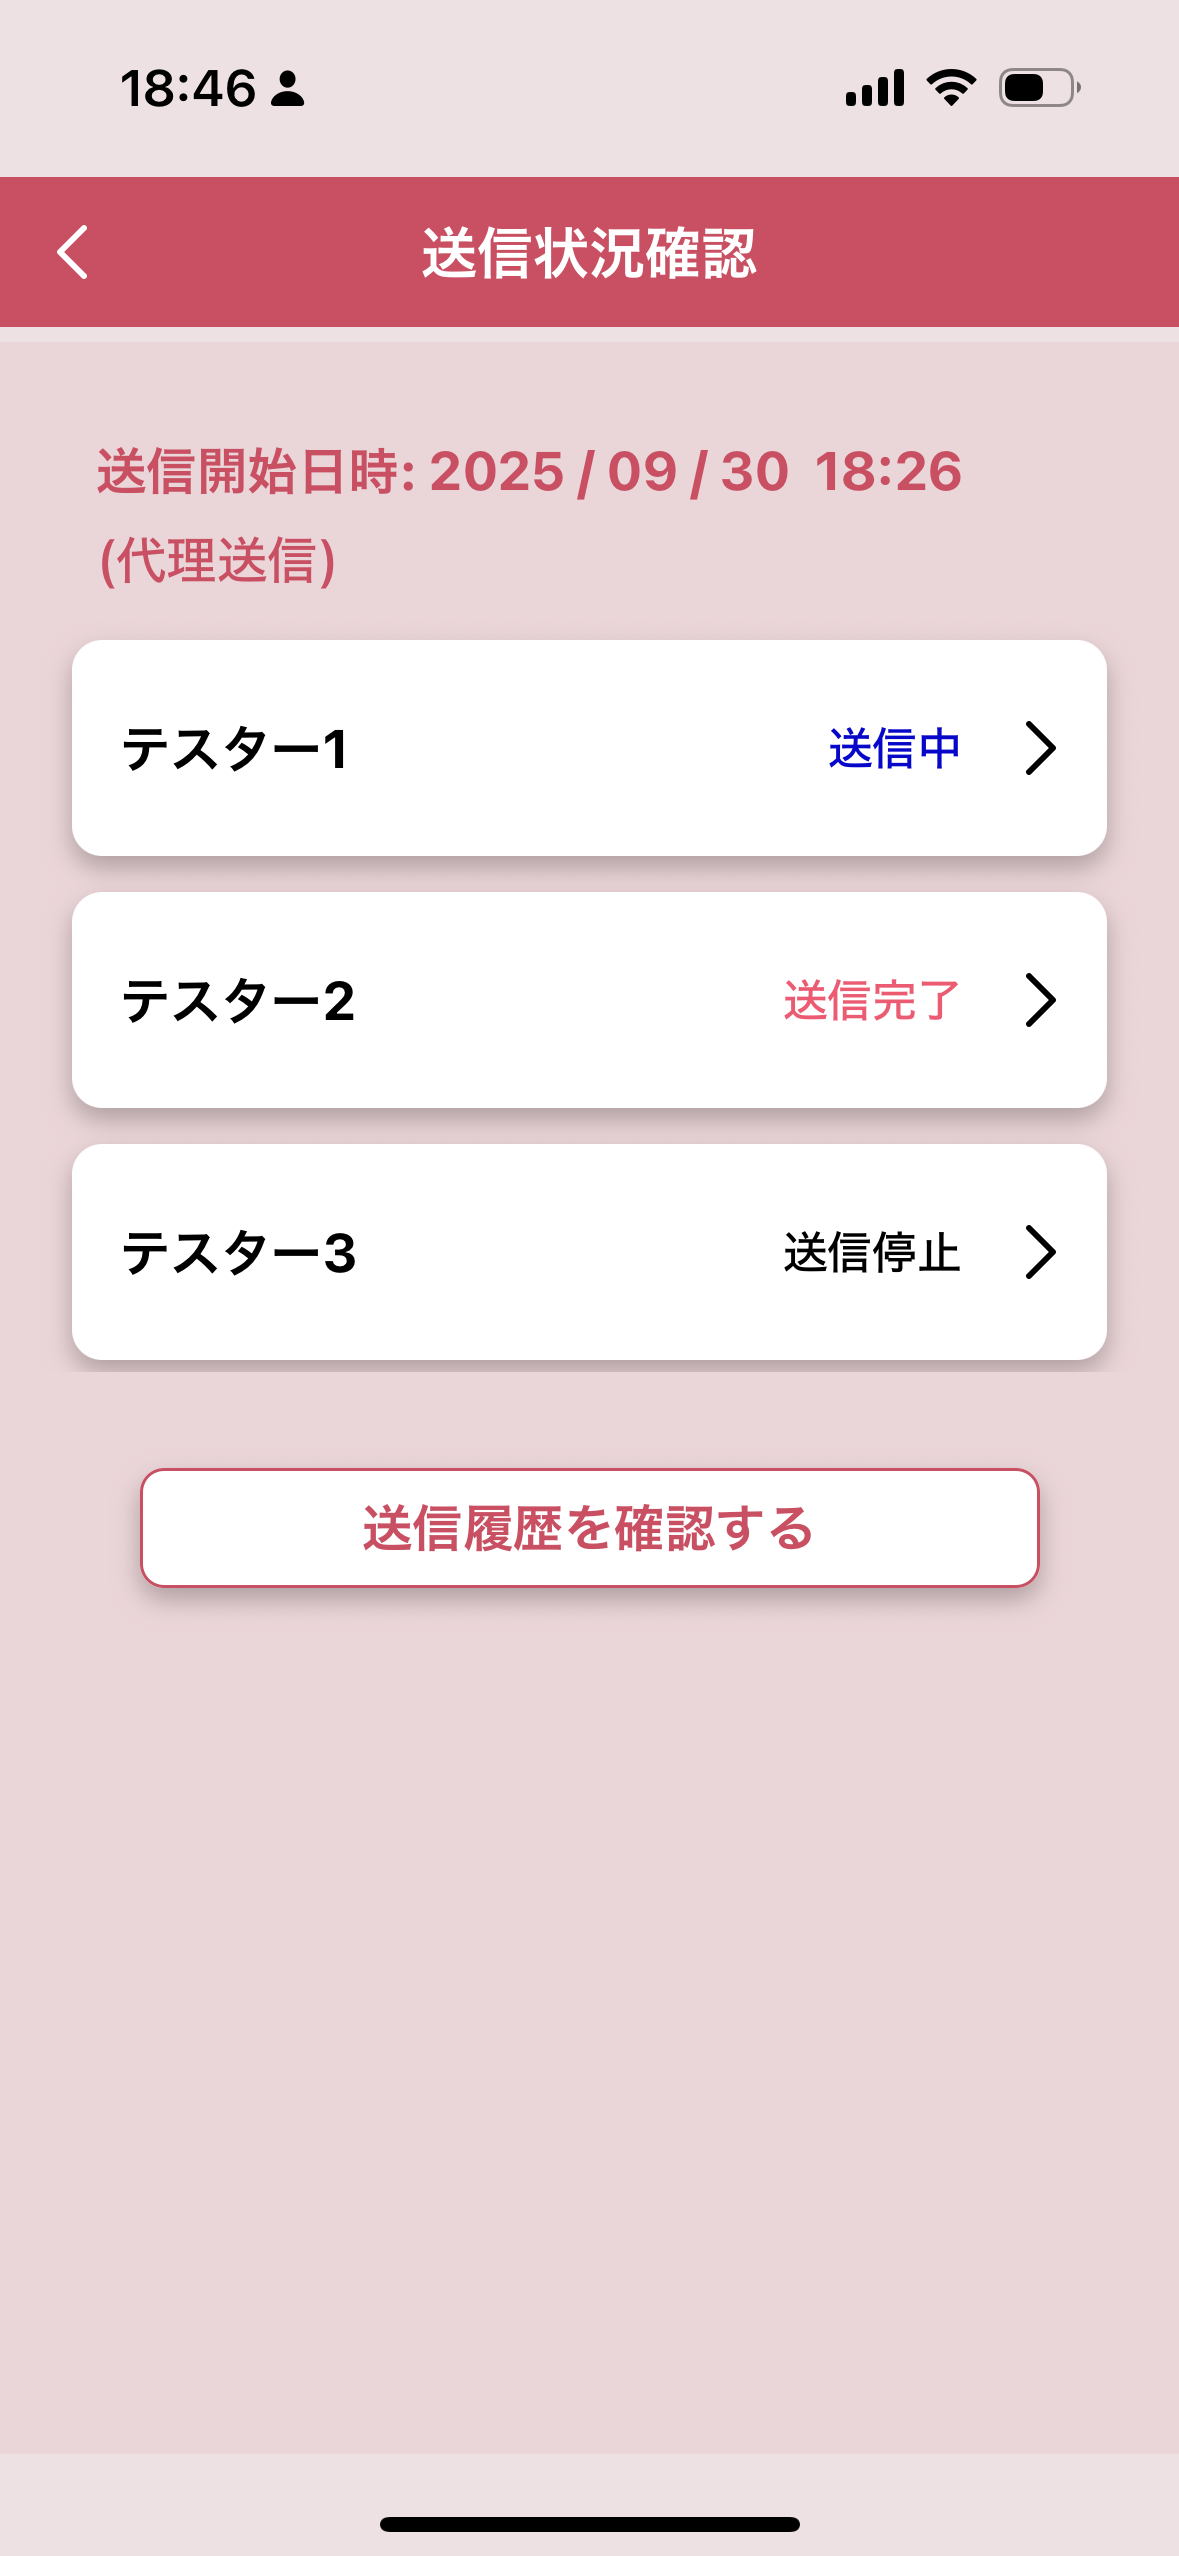 18:46
送信状況確認
送信開始日時: 2025 / 09 / 30 18:26
(代理送信)
テスター1 送信中
テスター2 送信完了
テスター3 送信停止
送信履歴を確認する